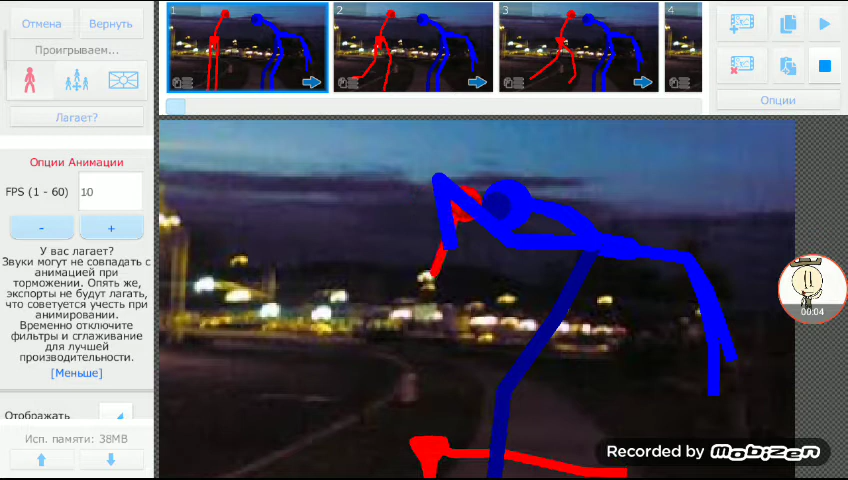 Отмена
Вернуть
Проигрываем...
Лагает?
Опции Анимации
FPS (1 - 60)
10
-
+
У вас лагает?
Звуки могут не совпадать с
анимацией при
торможении. Опять же,
экспорты не будут лагать,
что советуется учесть при
анимировании.
Временно отключите
фильтры и сглаживание
для лучшей
производительности.
[Меньше]
Отображать
Исп. памяти: 38MB
1
2
3
4
Опции
00:04
Recorded by Mobizen